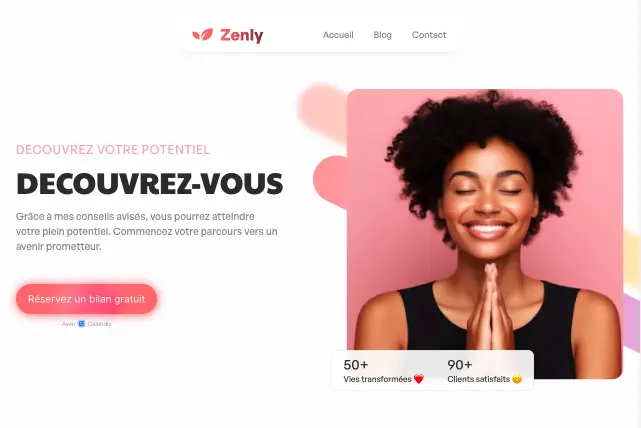 Zenly
Accueil Blog Contact
DECOUVREZ VOTRE POTENTIEL
DECOUVREZ-VOUS
Grâce à mes conseils avisés, vous pourrez atteindre
votre plein potentiel. Commencez votre parcours vers un
avenir prometteur.
Réservez un bilan gratuit
Avec Calendly
50+ 90+
Vies transformées ❤️ Clients satisfaits 😊